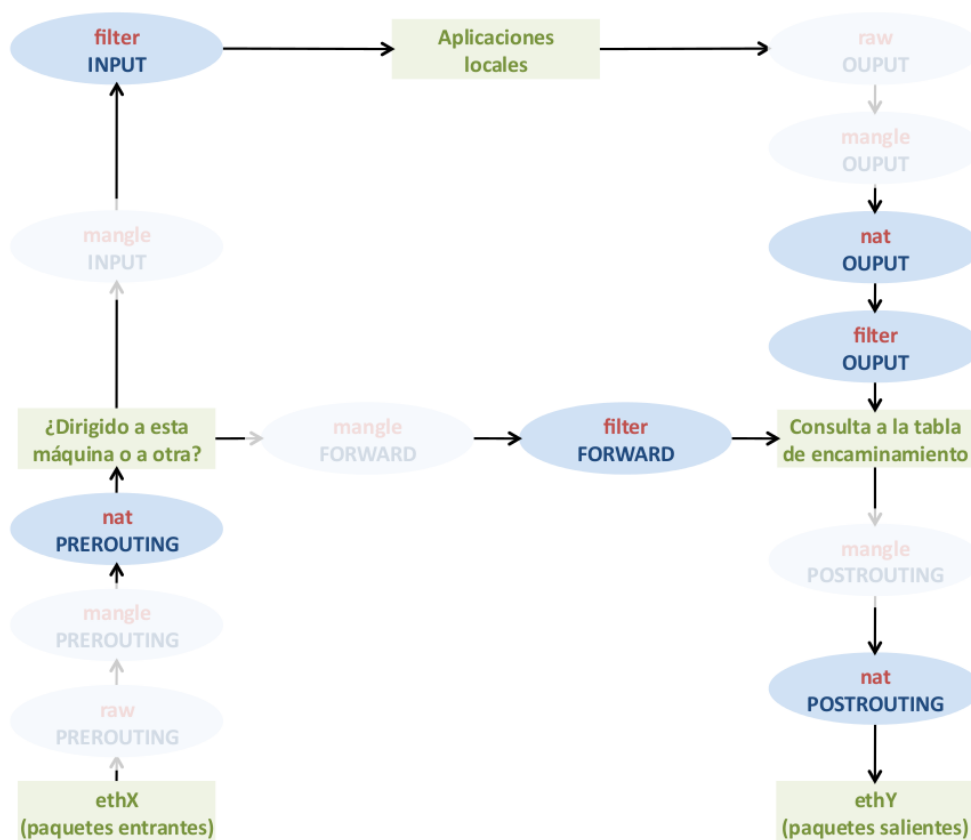 filter
INPUT
Aplicaciones
locales
raw
OUPUT
mangle
OUPUT
mangle
INPUT
nat
OUPUT
filter
OUPUT
¿Dirigido a esta
máquina o a otra?
mangle
FORWARD
filter
FORWARD
Consulta a la tabla
de encaminamiento
nat
PREROUTING
mangle
POSTROUTING
mangle
PREROUTING
nat
POSTROUTING
raw
PREROUTING
ethX
(paquetes entrantes)
ethY
(paquetes salientes)